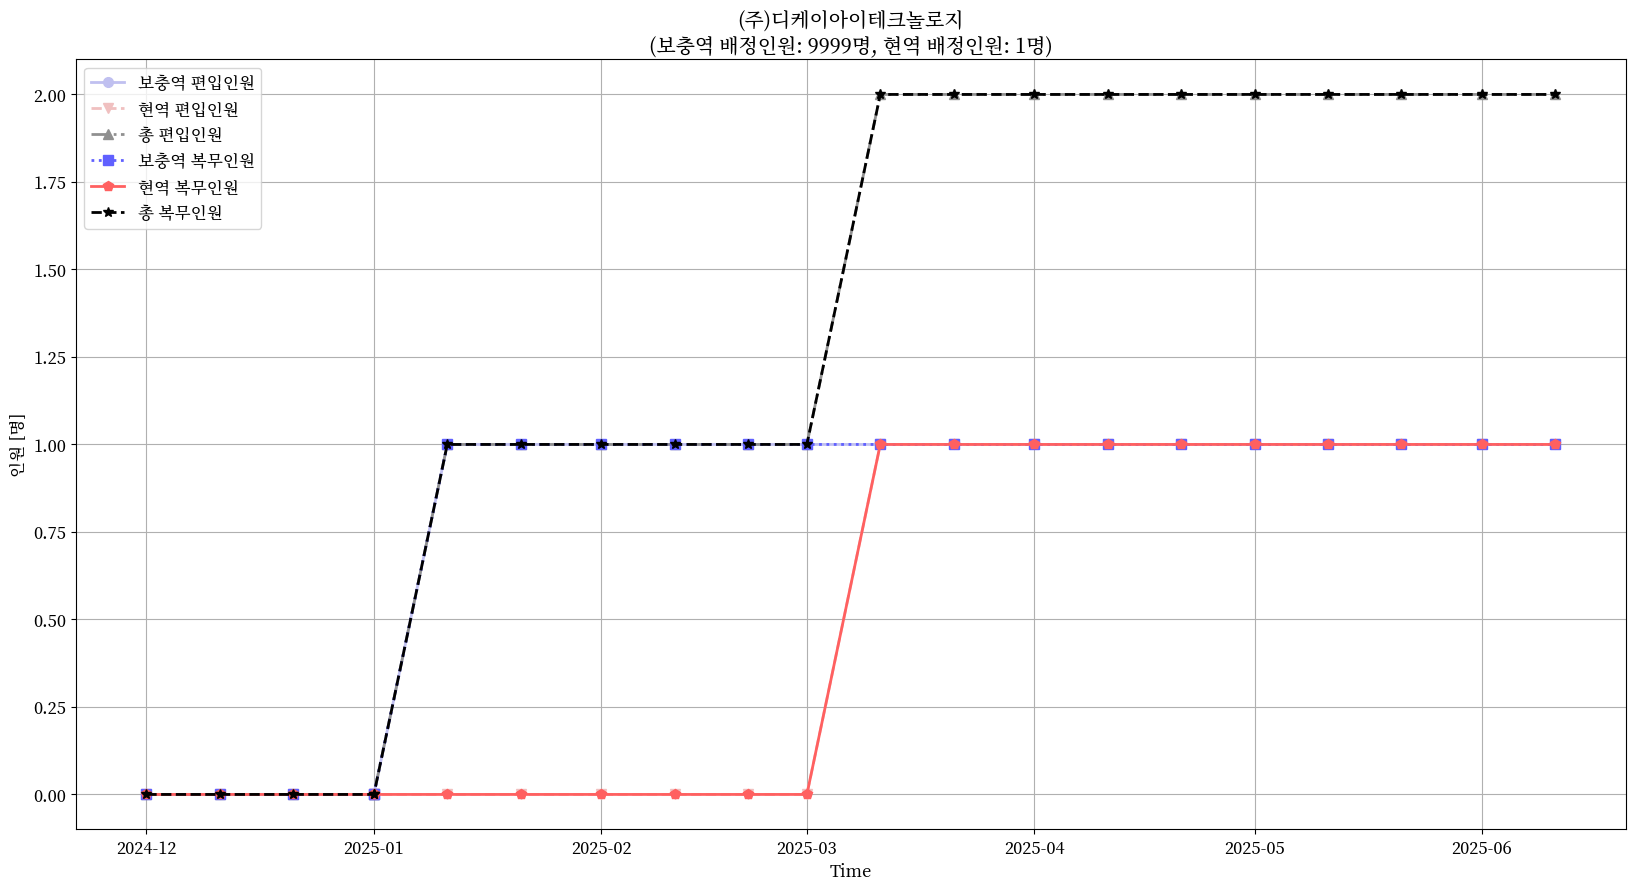 (주)디케이아이테크놀로지
(보충역 배정인원: 9999명, 현역 배정인원: 1명)
보충역 편입인원
현역 편입인원
총 편입인원
보충역 복무인원
현역 복무인원
총 복무인원
2.00
1.75
1.50
1.25
1.00
0.75
0.50
0.25
0.00
인원 [명]
2024-12 2025-01 2025-02 2025-03 2025-04 2025-05 2025-06
Time